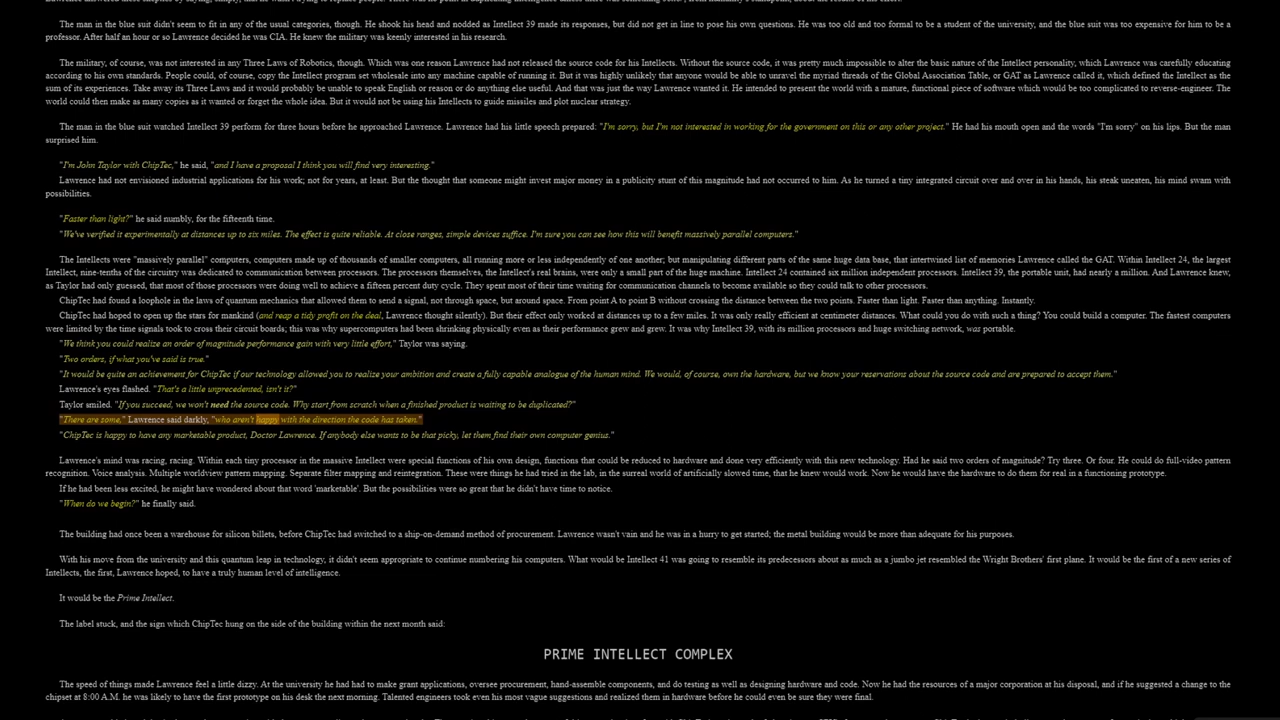 Lawrence. The man in the blue suit didn't seem to fit in any of the usual categories, though. He shook his head and nodded as Intellect 39 made its responses, but did not get in line to pose his own questions. He was too old and too formal to be a student of the university, and the blue suit was too expensive for him to be a
professor. After half an hour or so Lawrence decided he was CIA. He knew the military was keenly interested in his research.
The military, of course, was not interested in any Three Laws of Robotics, though. Which was one reason Lawrence had not released the source code for his Intellects. Without the source code, it was pretty much impossible to alter the basic nature of the Intellect personality, which Lawrence was carefully educating
according to his own standards. People could, of course, copy the Intellect program set wholesale into any machine capable of running it. But it was highly unlikely that anyone would be able to unravel the myriad threads of the Global Association Table, or GAT as Lawrence called it, which defined the Intellect as the
sum of its experiences. Take away its Three Laws and it would probably be unable to speak English or reason or do anything else useful. And that was just the way Lawrence wanted it. He intended to present the world with a mature, functional piece of software which would be too complicated to reverse-engineer. The
world could then make as many copies as it wanted or forget the whole idea. But it would not be using his Intellects to guide missiles and plot nuclear strategy.
The man in the blue suit watched Intellect 39 perform for three hours before he approached Lawrence. Lawrence had his little speech prepared: "I'm sorry, but I'm not interested in working for the government on this or any other project." He had his mouth open and the words "I'm sorry" on his lips. But the man
surprised him.
"I'm John Taylor with ChipTec," he said, "and I have a proposal I think you will find very interesting."
Lawrence had not envisioned industrial applications for his work; not for years, at least. But the thought that someone might invest major money in a publicity stunt of this magnitude had not occurred to him. As he turned a tiny integrated circuit over and over in his hands, his steak uneaten, his mind swam with
possibilities.
"Faster than light?" he said numbly, for the fifteenth time.
"We've verified it experimentally at distances up to six miles. The effect is quite reliable. At close ranges, simple devices suffice. I'm sure you can see how this will benefit massively parallel computers."
The Intellects were "massively parallel" computers, computers made up of thousands of smaller computers, all running more or less independently of one another; but manipulating different parts of the same huge data base, that intertwined list of memories Lawrence called the GAT. Within Intellect 24, the largest
Intellect, nine-tenths of the circuitry was dedicated to communication between processors. The processors themselves, the Intellect's real brains, were only a small part of the huge machine. Intellect 24 contained six million independent processors. Intellect 39, the portable unit, had nearly a million. And Lawrence knew,
as Taylor had only guessed, that most of those processors were doing well to achieve a fifteen percent duty cycle. They spent most of their time waiting for communication channels to become available so they could talk to other processors.
ChipTec had found a loophole in the laws of quantum mechanics that allowed them to send a signal, not through space, but around space. From point A to point B without crossing the distance between the two points. Faster than light. Faster than anything. Instantly.
ChipTec had hoped to open up the stars for mankind (and reap a tidy profit on the deal, Lawrence thought silently). But their effect only worked at distances up to a few miles. It was only really efficient at centimeter distances. What could you do with such a thing? You could build a computer. The fastest computers
were limited by the time signals took to cross their circuit boards; this was why supercomputers had been shrinking physically even as their performance grew and grew. It was why Intellect 39, with its million processors and huge switching network, was portable.
"We think you could realize an order of magnitude performance gain with very little effort," Taylor was saying.
"Two orders, if what you've said is true."
"It would be quite an achievement for ChipTec if our technology allowed you to realize your ambition and create a fully capable analogue of the human mind. We would, of course, own the hardware, but we know your reservations about the source code and are prepared to accept them."
Lawrence's eyes flashed. "That's a little unprecedented, isn't it?"
Taylor smiled. "If you succeed, we won't need the source code. Why start from scratch when a finished product is waiting to be duplicated?"
"There are some," Lawrence said darkly, "who aren't happy with the direction the code has taken."
"ChipTec is happy to have any marketable product, Doctor Lawrence. If anybody else wants to be that picky, let them find their own computer genius."
Lawrence's mind was racing, racing. Within each tiny processor in the massive Intellect were special functions of his own design, functions that could be reduced to hardware and done very efficiently with this new technology. Had he said two orders of magnitude? Try three. Or four. He could do full-video pattern
recognition. Voice analysis. Multiple worldview pattern mapping. Separate filter mapping and reintegration. These were things he had tried in the lab, in the surreal world of artificially slowed time, that he knew would work. Now he would have the hardware to do them for real in a functioning prototype.
If he had been less excited, he might have wondered about that word 'marketable'. But the possibilities were so great that he didn't have time to notice.
"When do we begin?" he finally said.
The building had once been a warehouse for silicon billets, before ChipTec had switched to a ship-on-demand method of procurement. Lawrence wasn't vain and he was in a hurry to get started; the metal building would be more than adequate for his purposes.
With his move from the university and this quantum leap in technology, it didn't seem appropriate to continue numbering his computers. What would be Intellect 41 was going to resemble its predecessors about as much as a jumbo jet resembled the Wright Brothers' first plane. It would be the first of a new series of
Intellects, the first, Lawrence hoped, to have a truly human level of intelligence.
It would be the Prime Intellect.
The label stuck, and the sign which ChipTec hung on the side of the building within the next month said:
PRIME INTELLECT COMPLEX
The speed of things made Lawrence feel a little dizzy. At the university he had had to make grant applications, oversee procurement, hand-assemble components, and do testing as well as designing hardware and code. Now he had the resources of a major corporation at his disposal, and if he suggested a change to the
chipset at 8:00 A.M. he was likely to have the first prototype on his desk the next morning. Talented engineers took even his most vague suggestions and realized them in hardware before he could even be sure they were final.